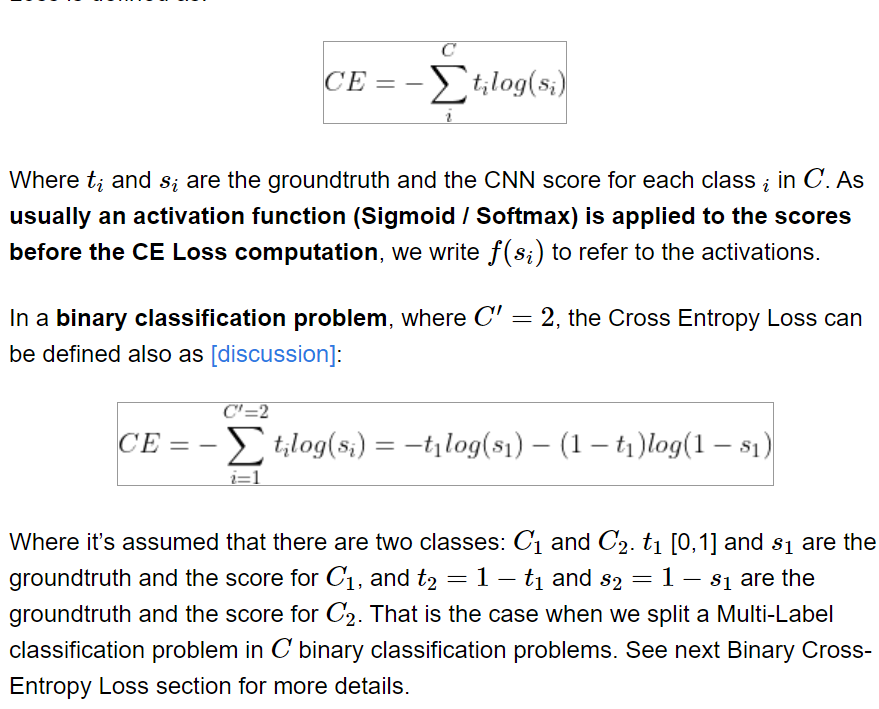 CE = -∑_i^C t_i log(s_i)
Where t_i and s_i are the groundtruth and the CNN score for each class _i in C. As
usually an activation function (Sigmoid / Softmax) is applied to the scores
before the CE Loss computation, we write f(s_i) to refer to the activations.
In a binary classification problem, where C' = 2, the Cross Entropy Loss can
be defined also as [discussion]:
CE = -∑_{i=1}^{C'=2} t_i log(s_i) = -t_1 log(s_1) - (1 - t_1)log(1 - s_1)
Where it's assumed that there are two classes: C_1 and C_2. t_1 [0,1] and s_1 are the
groundtruth and the score for C_1, and t_2 = 1 - t_1 and s_2 = 1 - s_1 are the
groundtruth and the score for C_2. That is the case when we split a Multi-Label
classification problem in C binary classification problems. See next Binary Cross-
Entropy Loss section for more details.